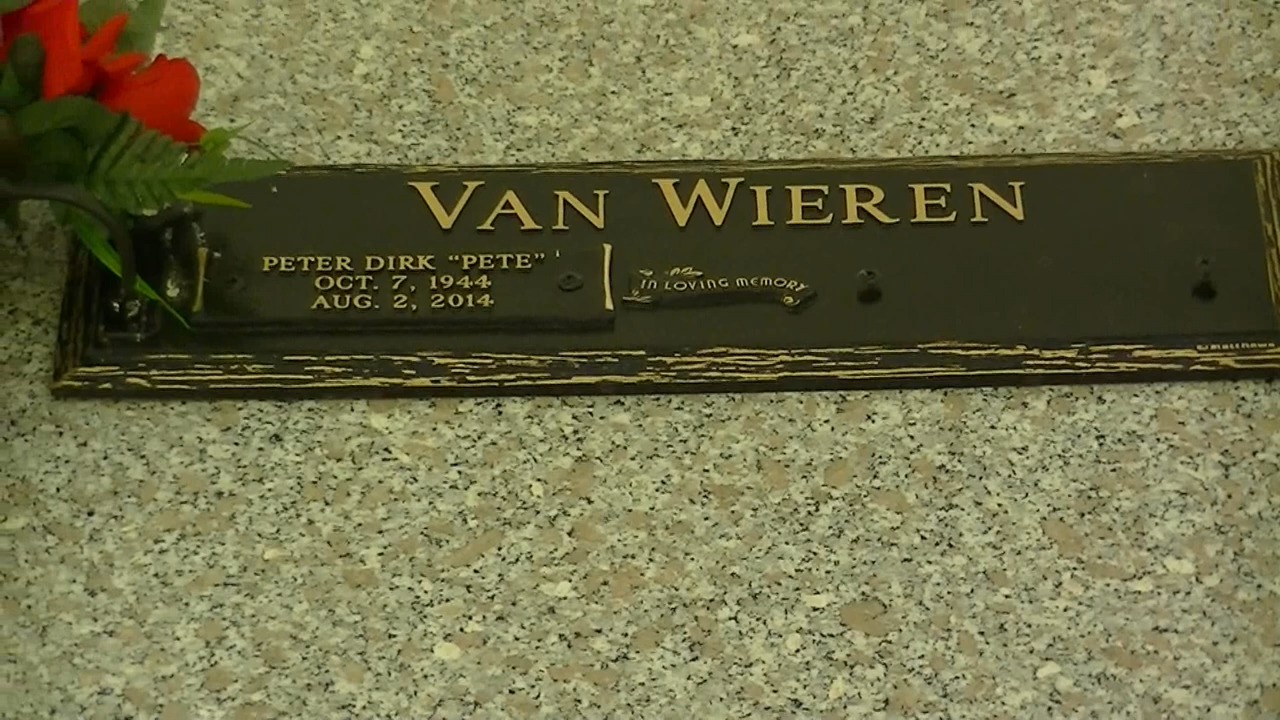 VAN WIEREN
PETER DIRK "PETE"
OCT. 7, 1944
AUG. 2, 2014
IN LOVING MEMORY